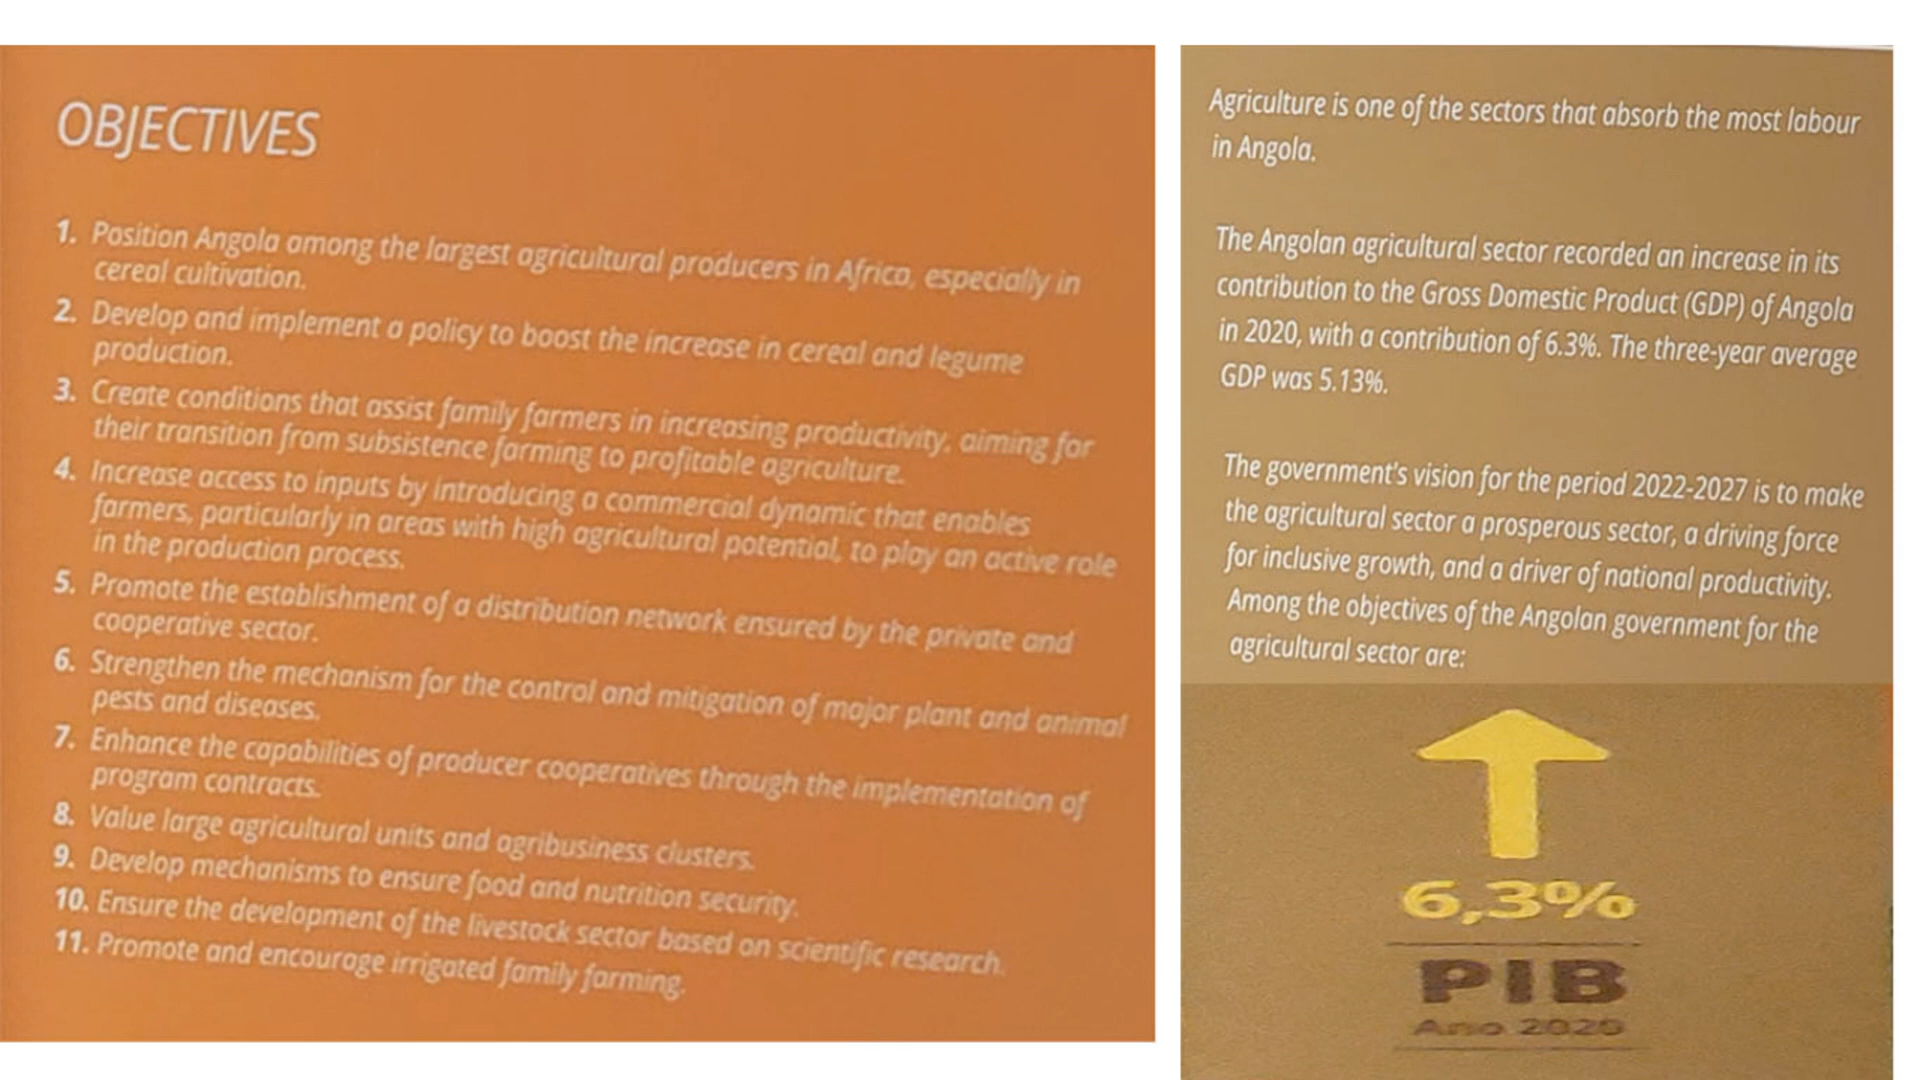 OBJECTIVES
1. Position Angola among the largest agricultural producers in Africa, especially in
cereal cultivation.
2. Develop and implement a policy to boost the increase in cereal and legume
production.
3. Create conditions that assist family farmers in increasing productivity, aiming for
their transition from subsistence farming to profitable agriculture.
4. Increase access to inputs by introducing a commercial dynamic that enables
farmers, particularly in areas with high agricultural potential, to play an active role
in the production process.
5. Promote the establishment of a distribution network ensured by the private and
cooperative sector.
6. Strengthen the mechanism for the control and mitigation of major plant and animal
pests and diseases.
7. Enhance the capabilities of producer cooperatives through the implementation of
program contracts.
8. Value large agricultural units and agribusiness clusters.
9. Develop mechanisms to ensure food and nutrition security.
10. Ensure the development of the livestock sector based on scientific research.
11. Promote and encourage irrigated family farming.
Agriculture is one of the sectors that absorb the most labour
in Angola.
The Angolan agricultural sector recorded an increase in its
contribution to the Gross Domestic Product (GDP) of Angola
in 2020, with a contribution of 6.3%. The three-year average
GDP was 5.13%.
The government's vision for the period 2022-2027 is to make
the agricultural sector a prosperous sector, a driving force
for inclusive growth, and a driver of national productivity.
Among the objectives of the Angolan government for the
agricultural sector are:
6,3%
PIB
Ano 2020